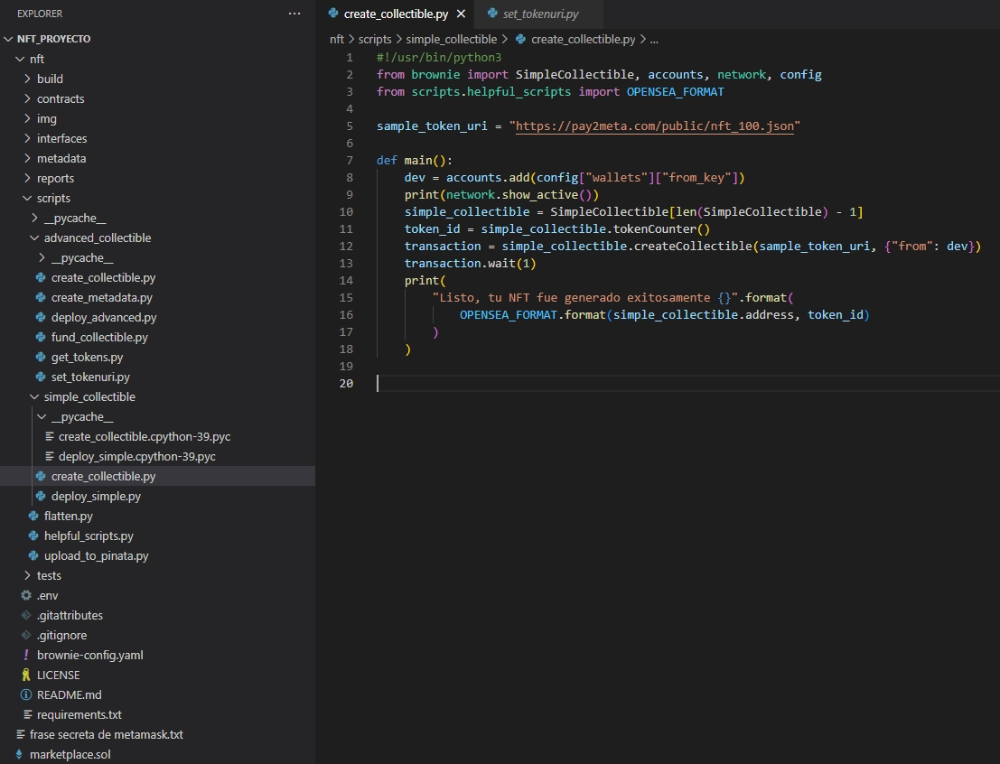 EXPLORER
NFT_PROYECTO
nft
build
contracts
img
interfaces
metadata
reports
scripts
__pycache__
advanced_collectible
__pycache__
create_collectible.py
create_metadata.py
deploy_advanced.py
fund_collectible.py
get_tokens.py
set_tokenuri.py
simple_collectible
__pycache__
create_collectible.cpython-39.pyc
deploy_simple.cpython-39.pyc
create_collectible.py
deploy_simple.py
flatten.py
helpful_scripts.py
upload_to_pinata.py
tests
.env
.gitattributes
.gitignore
brownie-config.yaml
LICENSE
README.md
requirements.txt
frase secreta de metamask.txt
marketplace.sol
create_collectible.py set_tokenuri.py
nft > scripts > simple_collectible > create_collectible.py > ...
1 #!/usr/bin/python3
2 from brownie import SimpleCollectible, accounts, network, config
3 from scripts.helpful_scripts import OPENSEA_FORMAT
4
5 sample_token_uri = "https://pay2meta.com/public/nft_100.json"
6
7 def main():
8     dev = accounts.add(config["wallets"]["from_key"])
9     print(network.show_active())
10     simple_collectible = SimpleCollectible[len(SimpleCollectible) - 1]
11     token_id = simple_collectible.tokenCounter()
12     transaction = simple_collectible.createCollectible(sample_token_uri, {"from": dev})
13     transaction.wait(1)
14     print(
15         "Listo, tu NFT fue generado exitosamente {}".format(
16             OPENSEA_FORMAT.format(simple_collectible.address, token_id)
17         )
18     )
19
20